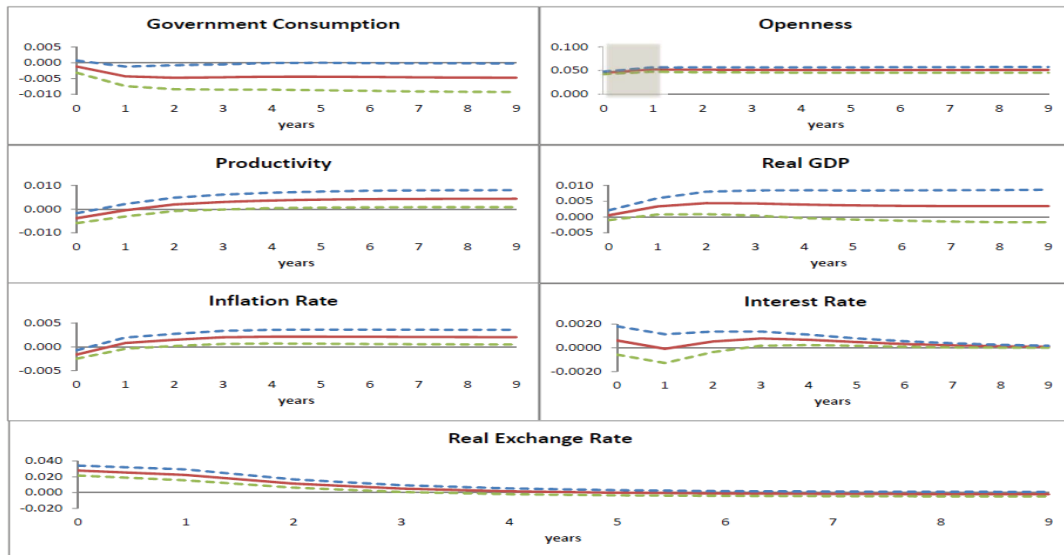 Government Consumption
0.005
0.000
-0.005
-0.010
0 1 2 3 4 5 6 7 8 9
years
Openness
0.100
0.050
0.000
0 1 2 3 4 5 6 7 8 9
years
Productivity
0.010
0.000
-0.010
0 1 2 3 4 5 6 7 8 9
years
Real GDP
0.010
0.005
0.000
-0.005
0 1 2 3 4 5 6 7 8 9
years
Inflation Rate
0.005
0.000
-0.005
0 1 2 3 4 5 6 7 8 9
years
Interest Rate
0.0020
0.0000
-0.0020
0 1 2 3 4 5 6 7 8 9
years
Real Exchange Rate
0.040
0.020
0.000
-0.020
0 1 2 3 4 5 6 7 8 9
years